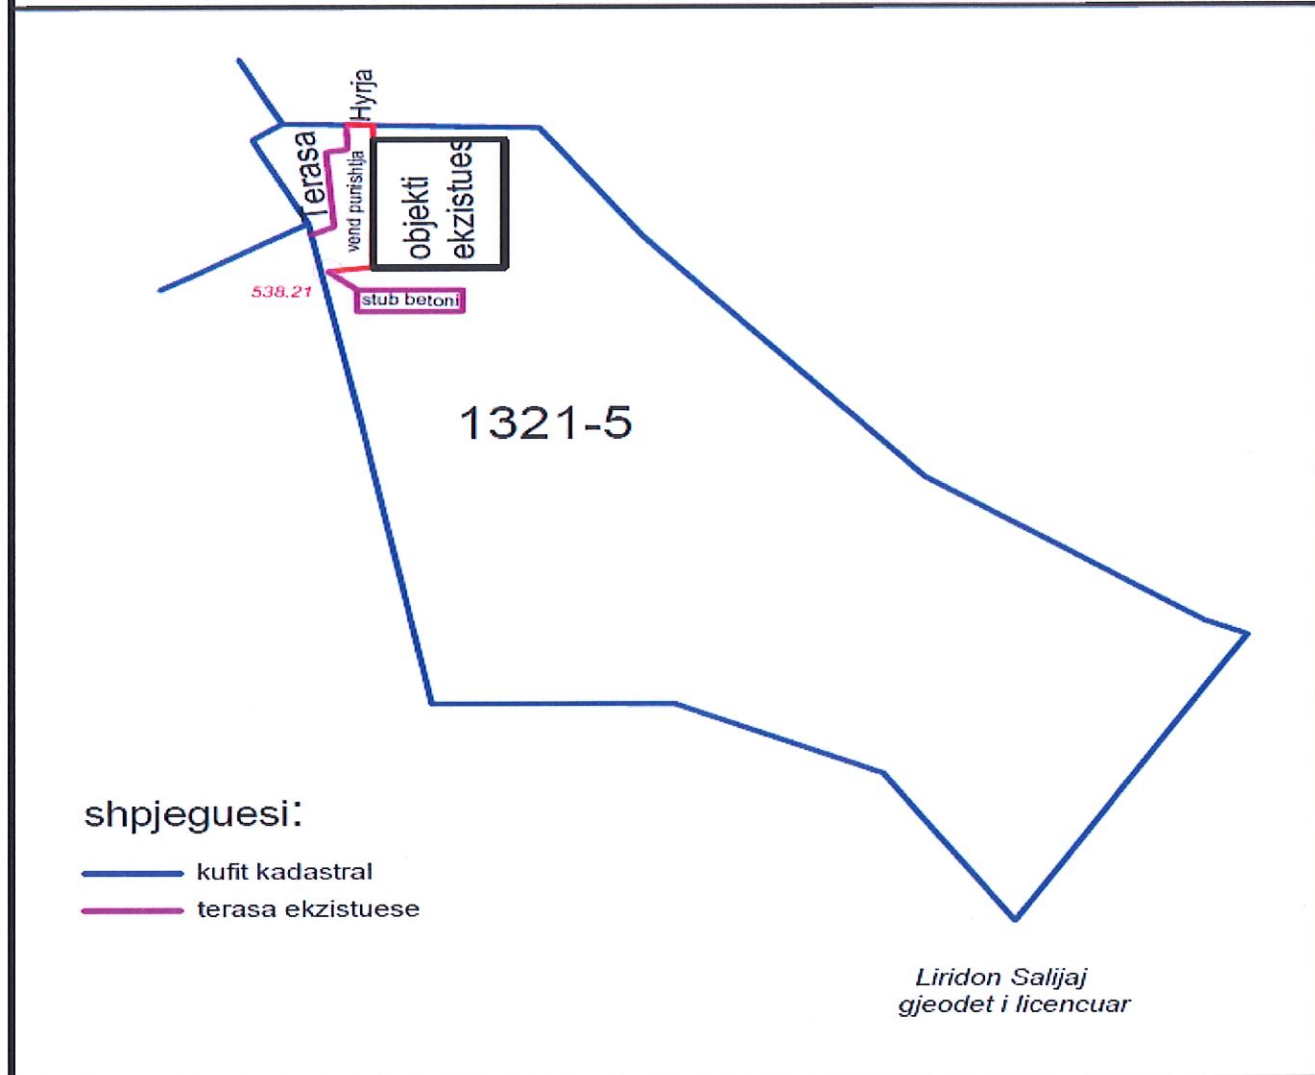 Hyrja
Terasa
vend punishtja
objekti
ekzistues
538.21
stub betoni
1321-5
shpjeguesi:
kufit kadastral
terasa ekzistuese
Liridon Salijaj
gjeodet i licencuar